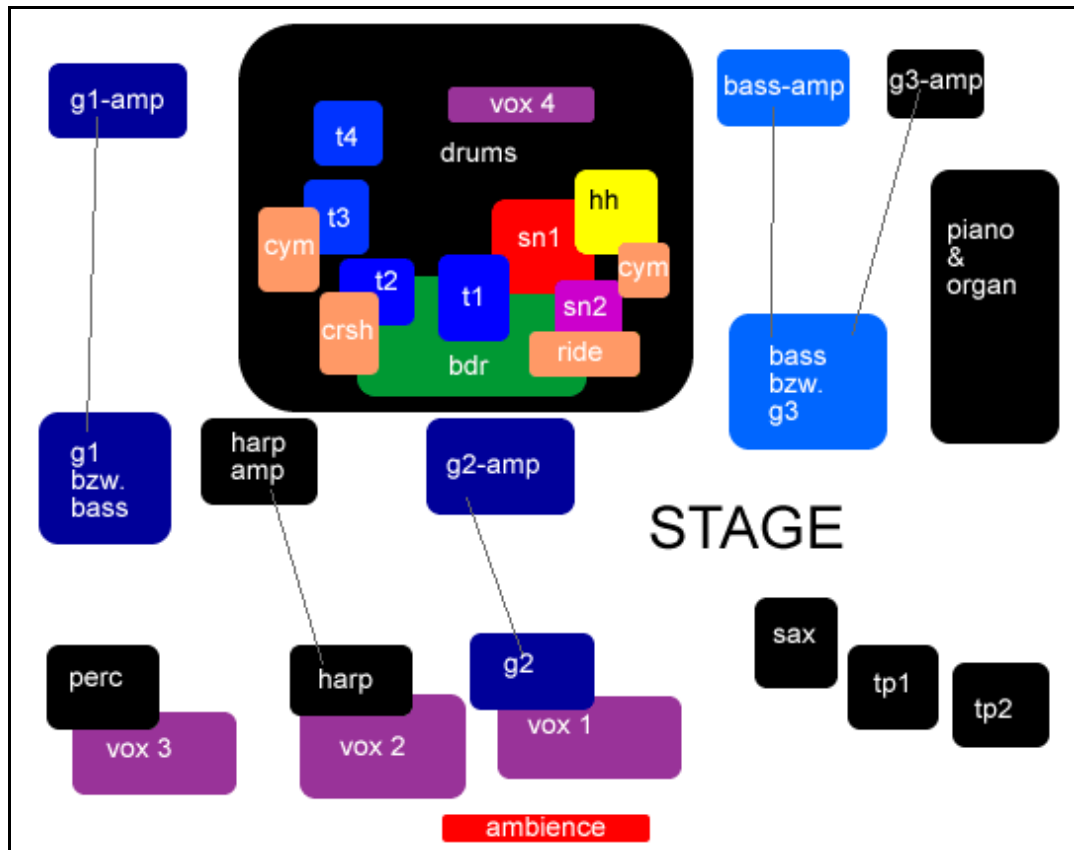 g1-amp
vox 4
bass-amp
g3-amp
t4
drums
t3
cym
hh
sn1
cym
t2
t1
sn2
crsh
bdr
ride
piano
&
organ
bass
bzw.
g3
g1
bzw.
bass
harp
amp
g2-amp
STAGE
perc
vox 3
harp
vox 2
g2
vox 1
sax
tp1
tp2
ambience